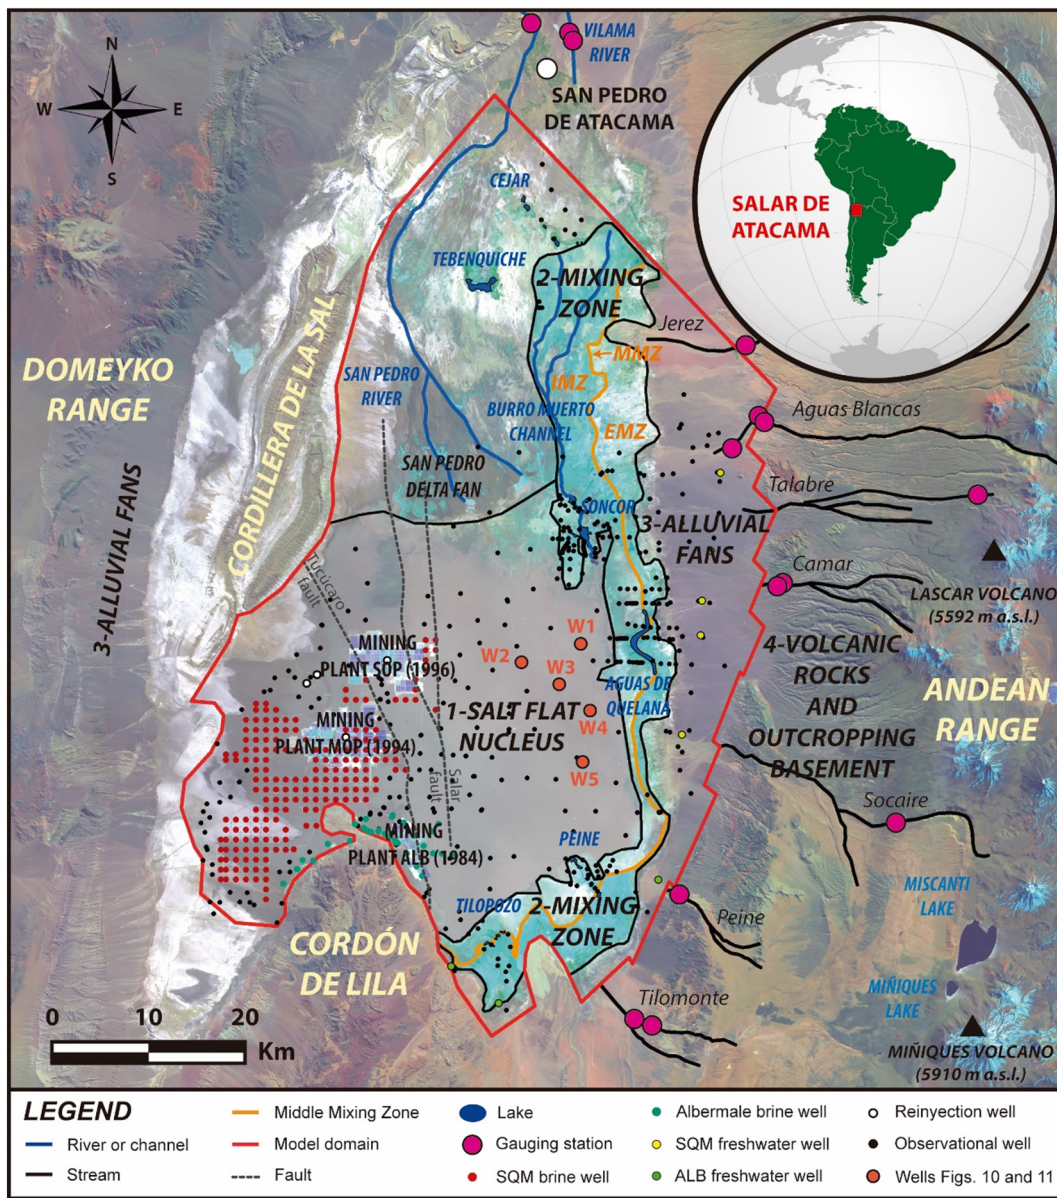 N
W
E
S
VILAMA
RIVER
SAN PEDRO
DE ATACAMA
SALAR DE
ATACAMA
CEJAR
TEBENQUICHE
2-MIXING
ZONE
Jerez
MMZ
IMZ
EMZ
DOMEYKO
RANGE
CORDILLERA DE LA SAL
SAN PEDRO
RIVER
BURRO MUERTO
CHANNEL
Aguas Blancas
SAN PEDRO
DELTA FAN
Talabre
SONCOR
3-ALLUVIAL
FANS
3-ALLUVIAL FANS
Tucúcaro
fault
Camar
LASCAR VOLCANO
(5592 m a.s.l.)
MINING
PLANT SOP (1996)
W1
W2
W3
W4
W5
AGUAS DE
QUELANA
4-VOLCANIC
ROCKS
AND
OUTCROPPING
BASEMENT
ANDEAN
RANGE
MINING
PLANT MOP (1994)
1-SALT FLAT
NUCLEUS
Salar
fault
Socaire
MINING
PLANT ALB (1984)
PEINE
TILOPOZO
2-MIXING
ZONE
Peine
MISCANTI
LAKE
CORDÓN
DE LILA
Tilomonte
MIÑIQUES
LAKE
MIÑIQUES VOLCANO
(5910 m a.s.l.)
0 10 20
Km
LEGEND
River or channel
Stream
Middle Mixing Zone
Model domain
Fault
Lake
Gauging station
SQM brine well
Albermale brine well
SQM freshwater well
ALB freshwater well
Reinyection well
Observational well
Wells Figs. 10 and 11